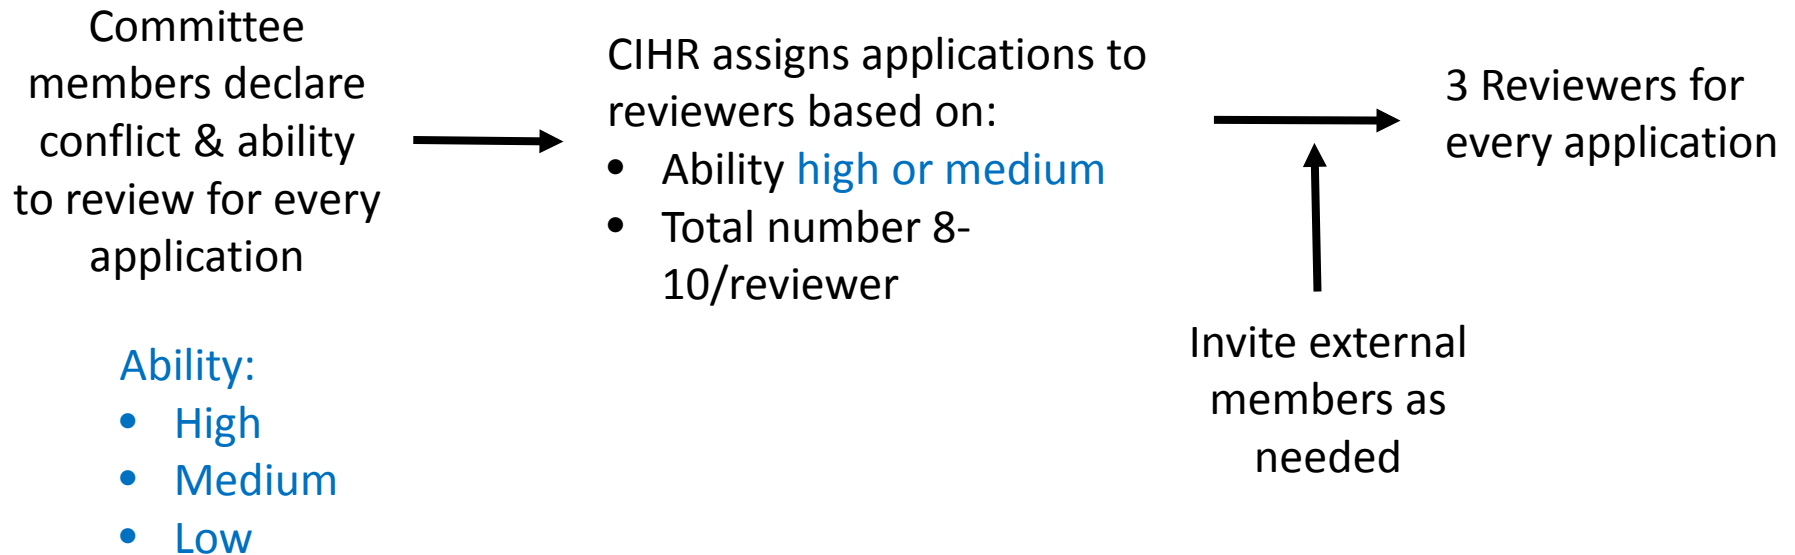 Committee
members declare
conflict & ability
to review for every
application
Ability:
• High
• Medium
• Low
CIHR assigns applications to
reviewers based on:
• Ability high or medium
• Total number 8-
10/reviewer
Invite external
members as
needed
3 Reviewers for
every application